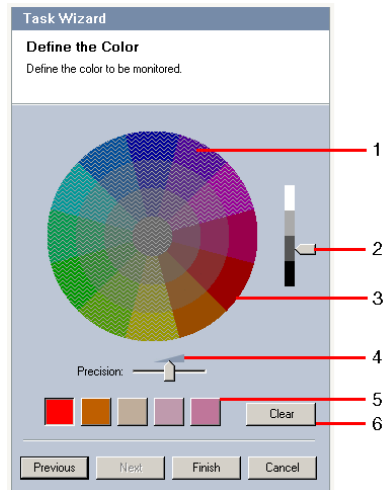 Task Wizard
Define the Color
Define the color to be monitored.
1
2
3
4
Precision:
5
Clear
6
Previous
Next
Finish
Cancel